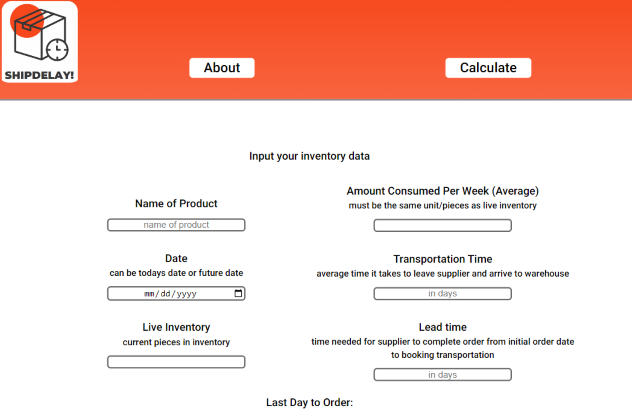 SHIPDELAY!
About
Calculate
Input your inventory data
Name of Product
name of product
Date
can be todays date or future date
mm/dd/yyyy
Live Inventory
current pieces in inventory
Amount Consumed Per Week (Average)
must be the same unit/pieces as live inventory
Transportation Time
average time it takes to leave supplier and arrive to warehouse
in days
Lead time
time needed for supplier to complete order from initial order date
to booking transportation
in days
Last Day to Order: